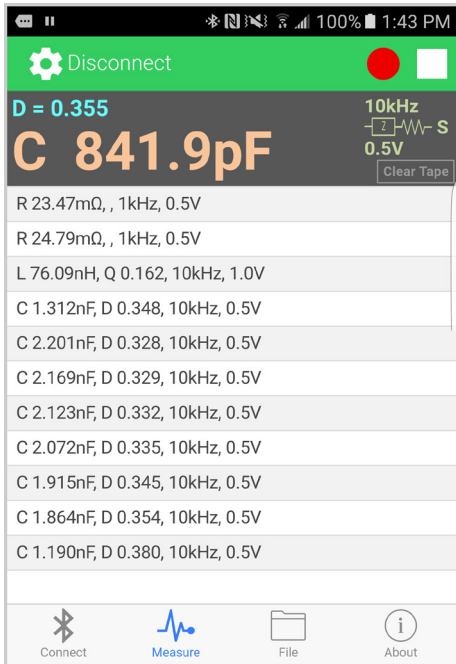 100% 1:43 PM
Disconnect
D = 0.355
10kHz
C 841.9pF
Z S
0.5V
Clear Tape
R 23.47mΩ, , 1kHz, 0.5V
R 24.79mΩ, , 1kHz, 0.5V
L 76.09nH, Q 0.162, 10kHz, 1.0V
C 1.312nF, D 0.348, 10kHz, 0.5V
C 2.201nF, D 0.328, 10kHz, 0.5V
C 2.169nF, D 0.329, 10kHz, 0.5V
C 2.123nF, D 0.332, 10kHz, 0.5V
C 2.072nF, D 0.335, 10kHz, 0.5V
C 1.915nF, D 0.345, 10kHz, 0.5V
C 1.864nF, D 0.354, 10kHz, 0.5V
C 1.190nF, D 0.380, 10kHz, 0.5V
Connect Measure File About